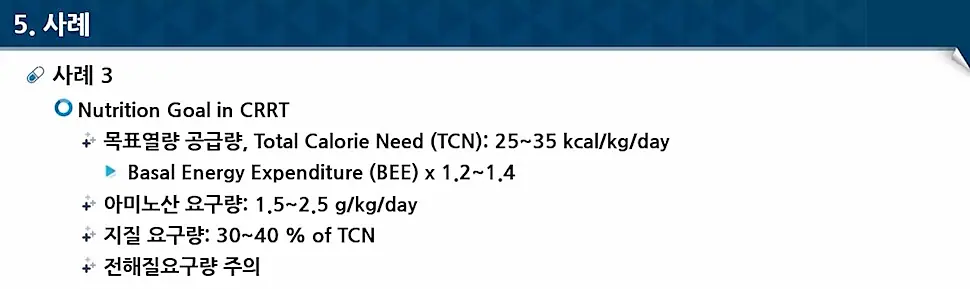 5. 사례
사례 3
Nutrition Goal in CRRT
목표열량 공급량, Total Calorie Need (TCN): 25~35 kcal/kg/day
Basal Energy Expenditure (BEE) x 1.2~1.4
아미노산 요구량: 1.5~2.5 g/kg/day
지질 요구량: 30~40 % of TCN
전해질요구량 주의